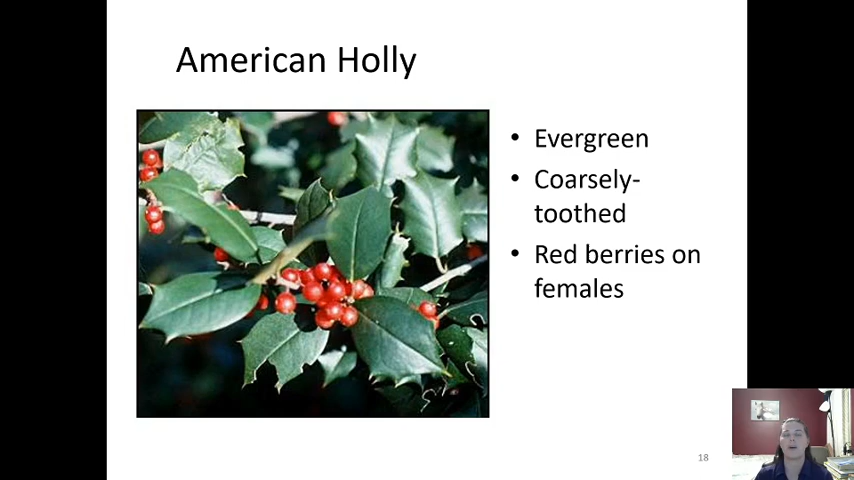 American Holly
• Evergreen
• Coarsely-
toothed
• Red berries on
females
18